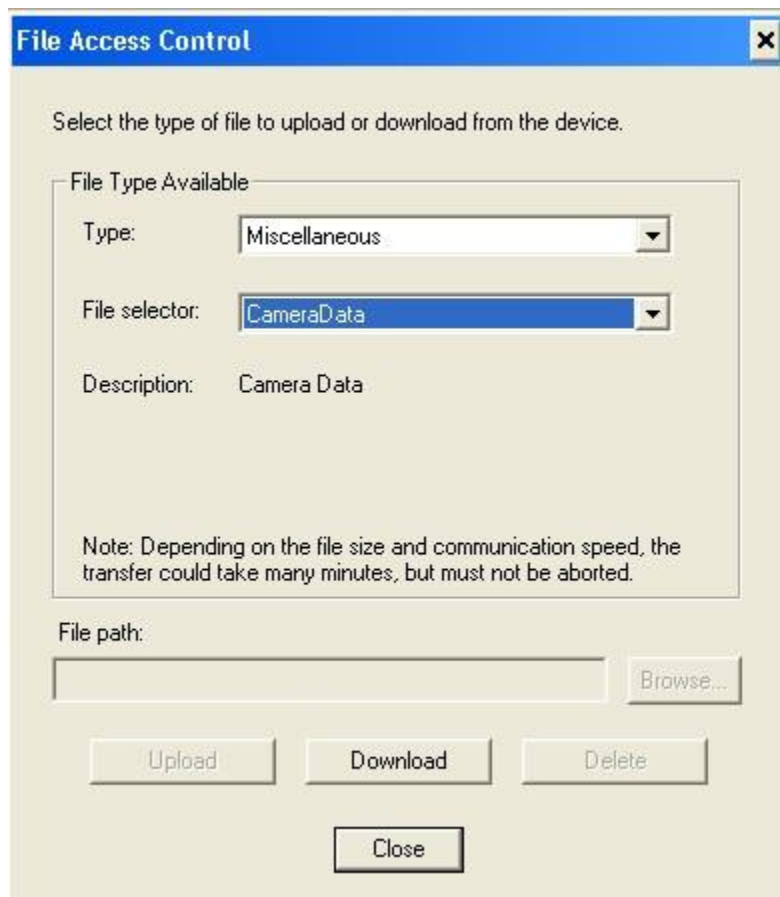 File Access Control
Select the type of file to upload or download from the device.
File Type Available
Type: Miscellaneous
File selector: CameraData
Description: Camera Data
Note: Depending on the file size and communication speed, the
transfer could take many minutes, but must not be aborted.
File path:
Browse...
Upload Download Delete
Close